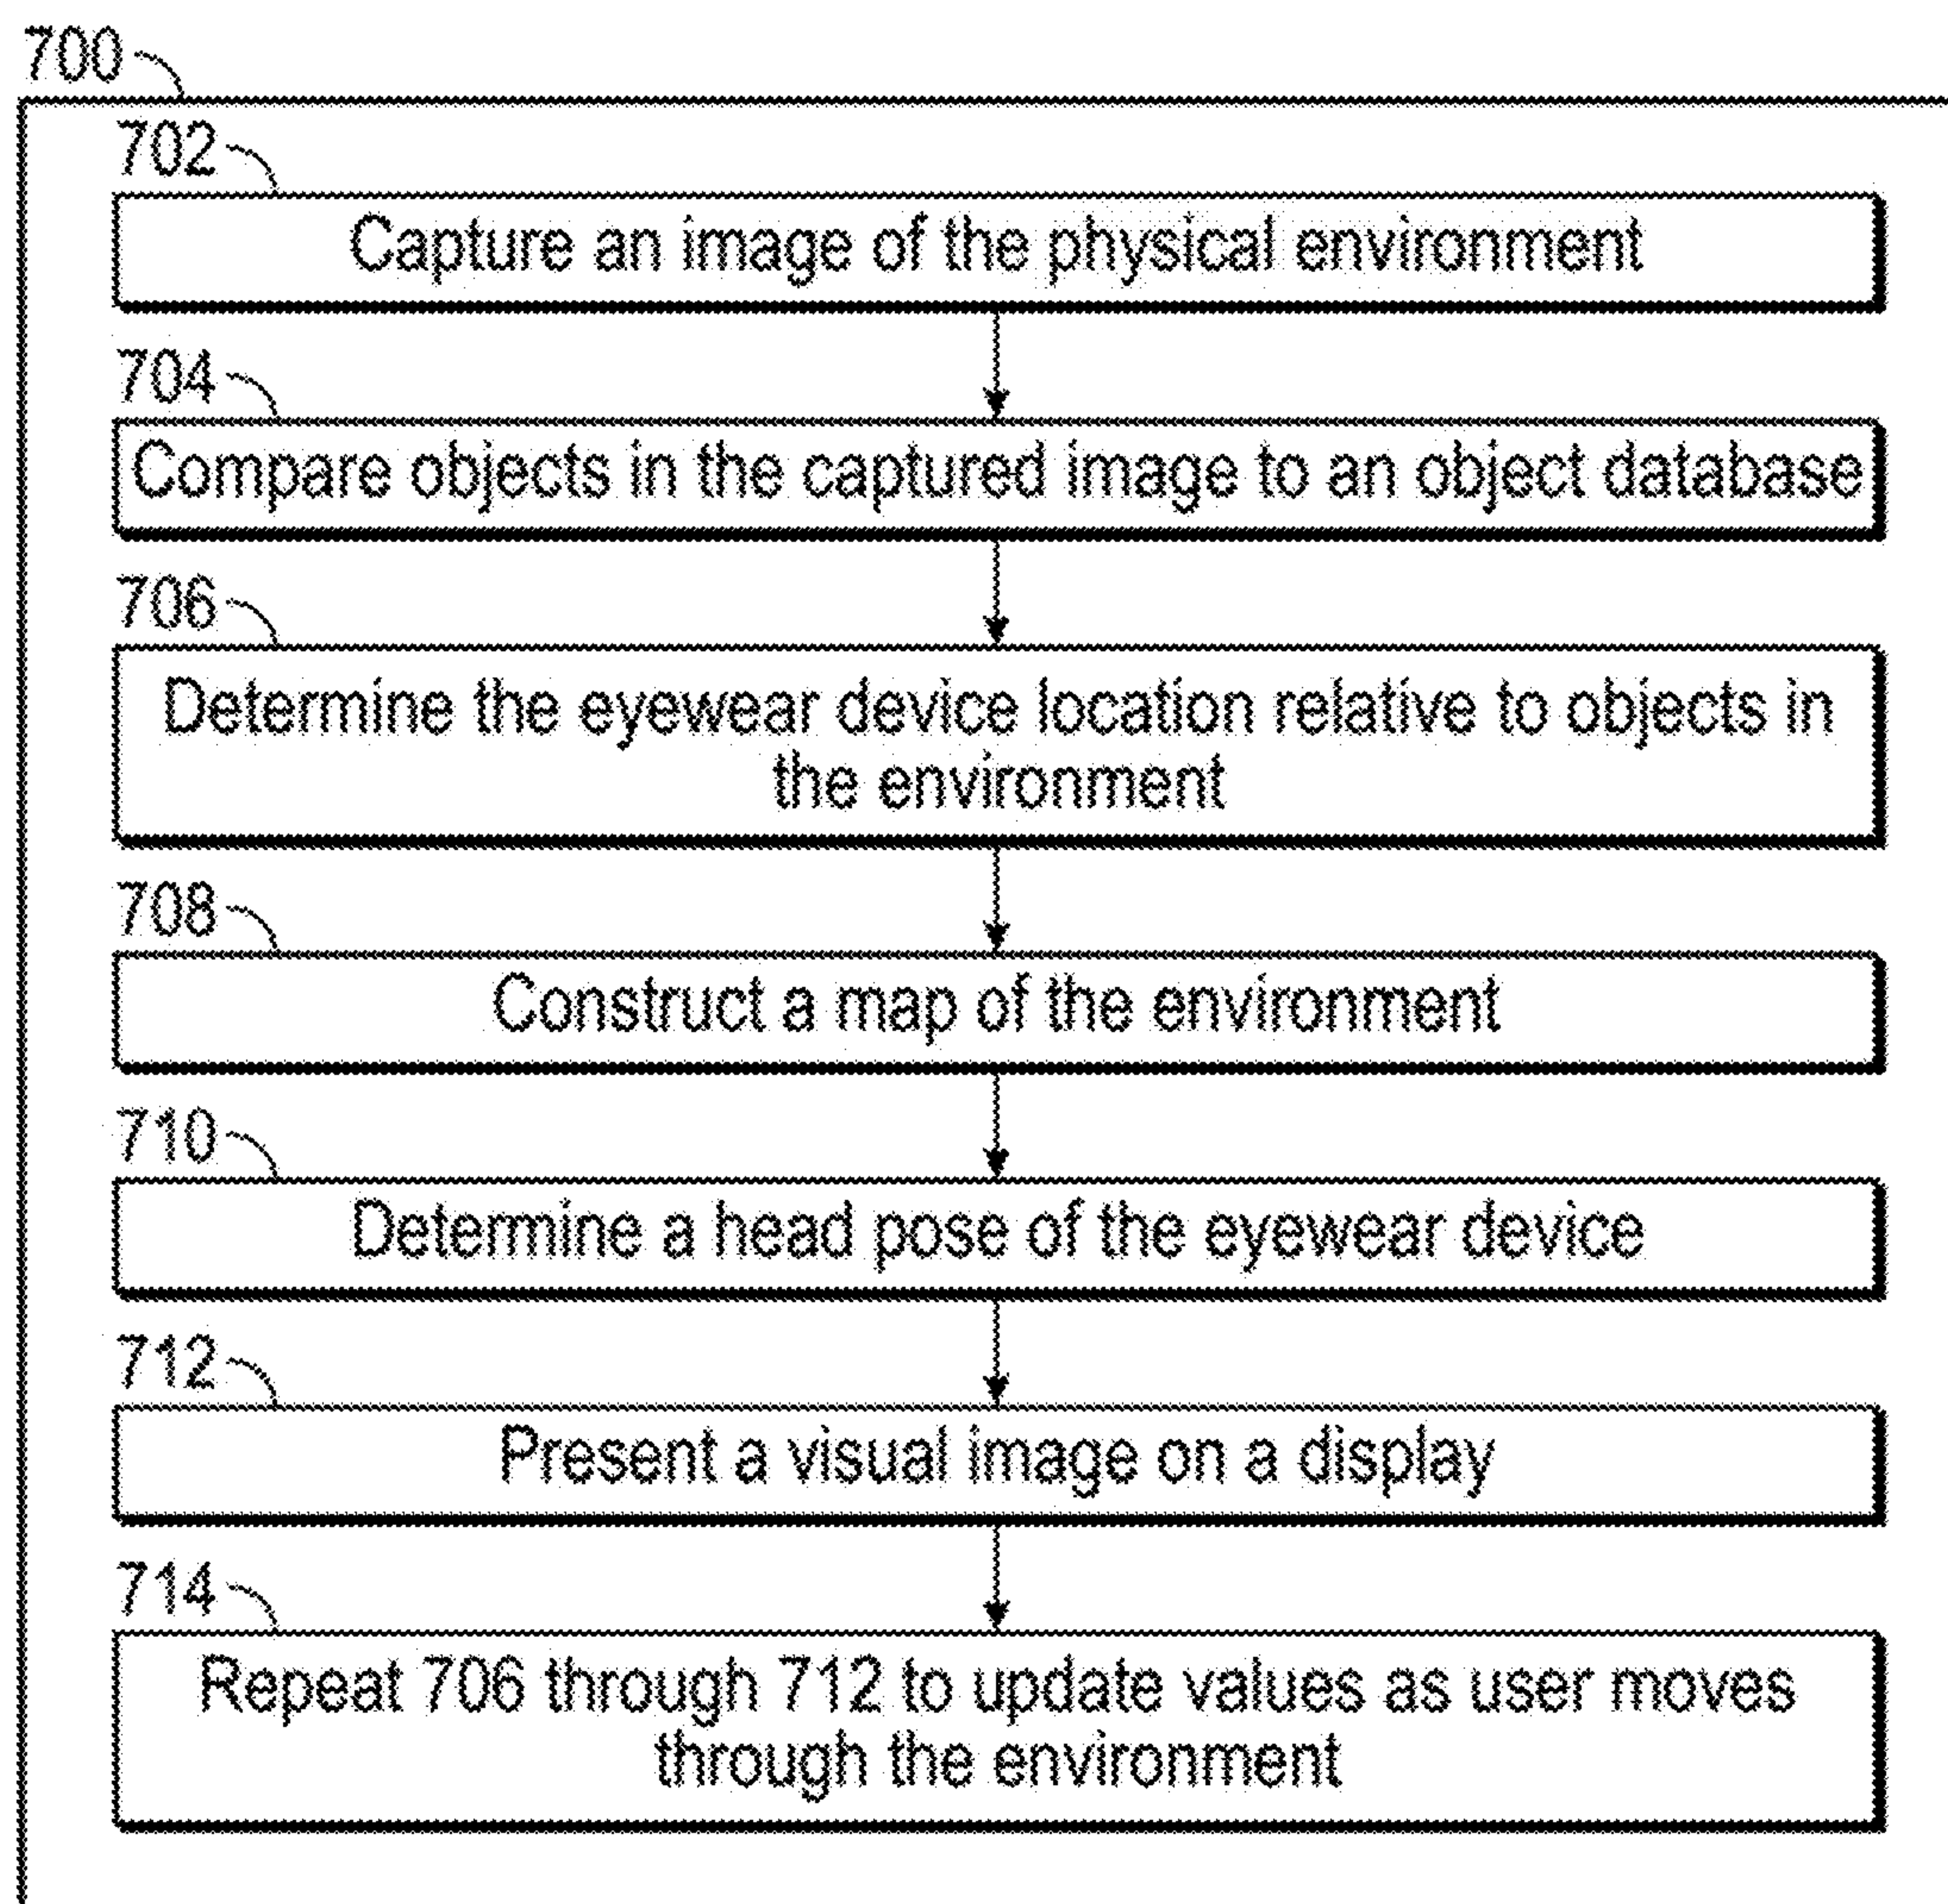 700
702
Capture an image of the physical environment
704
Compare objects in the captured image to an object database
706
Determine the eyewear device location relative to objects in
the environment
708
Construct a map of the environment
710
Determine a head pose of the eyewear device
712
Present a visual image on a display
714
Repeat 706 through 712 to update values as user moves
through the environment